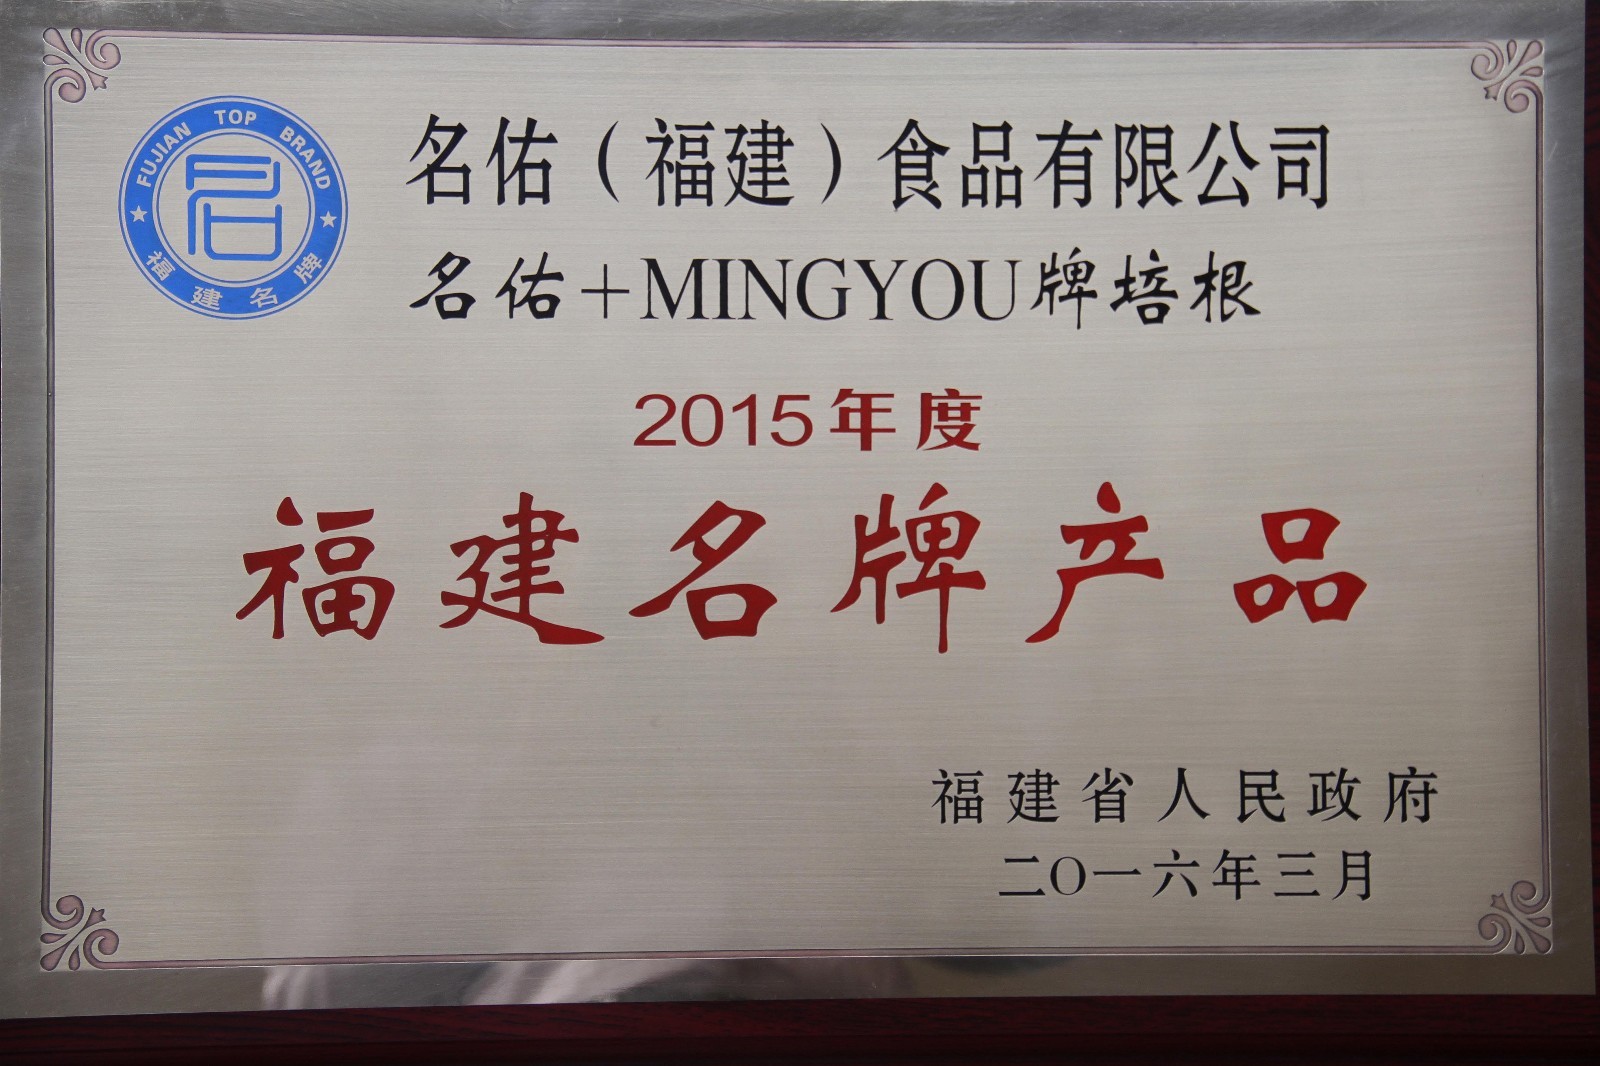 FUJIAN TOP BRAND
福建名牌
名佑（福建）食品有限公司
名佑+MINGYOU牌培根
2015年度
福建名牌产品
福建省人民政府
二〇一六年三月